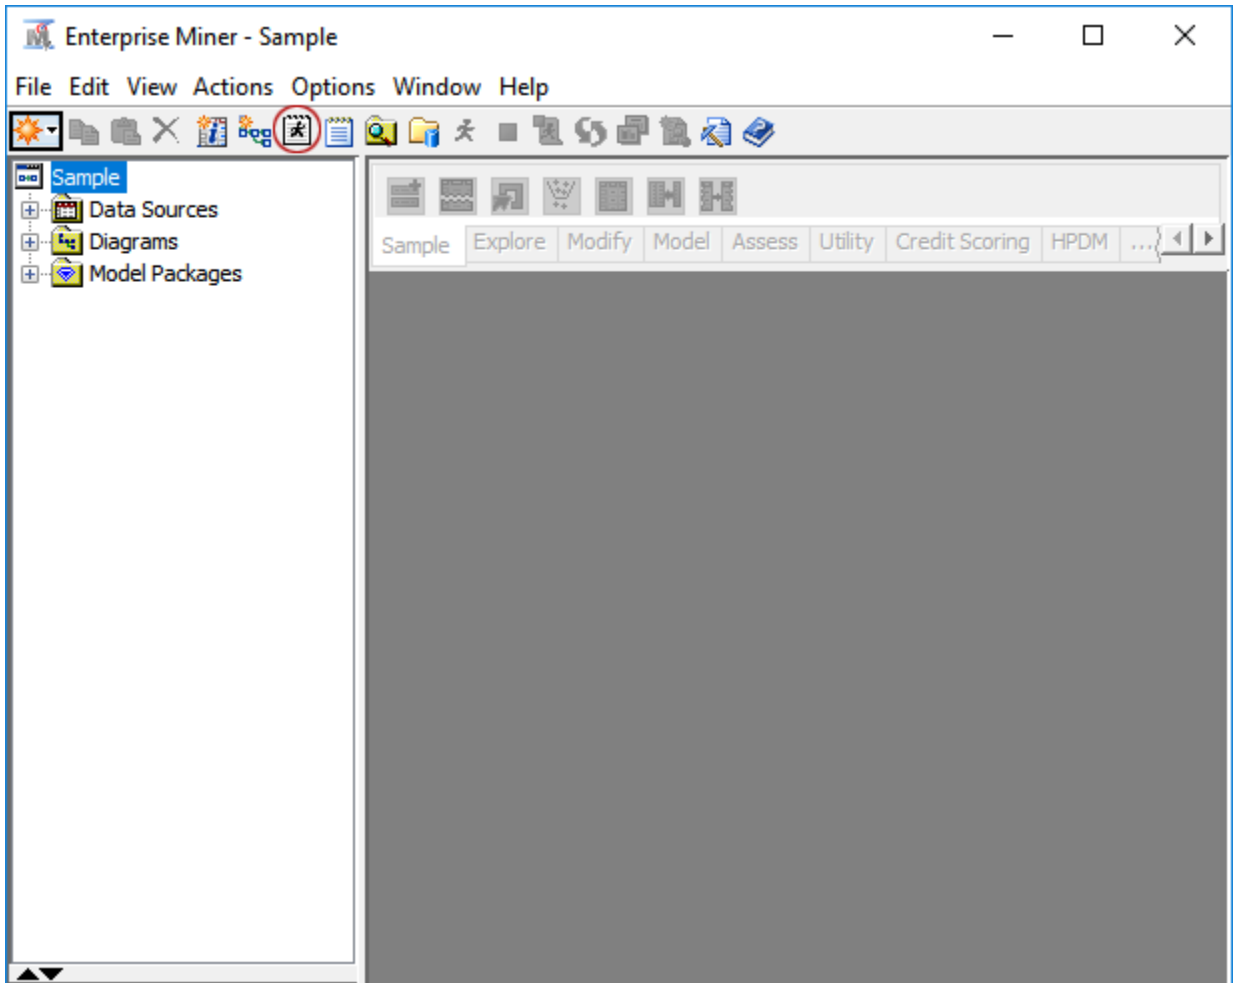 Enterprise Miner - Sample
File Edit View Actions Options Window Help
Sample
Data Sources
Diagrams
Model Packages
Sample Explore Modify Model Assess Utility Credit Scoring HPDM ...